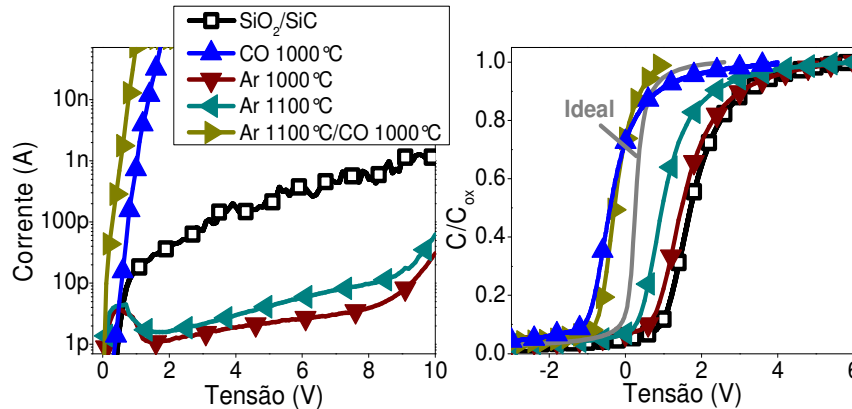 SiO₂/SiC
CO 1000°C
Ar 1000°C
Ar 1100°C
Ar 1100°C/CO 1000°C
Corrente (A)
10n
1n
100p
10p
1p
0 2 4 6 8 10
Tensão (V)
C/Cox
1.0
0.8
0.6
0.4
0.2
0.0
Ideal
-2 0 2 4 6
Tensão (V)